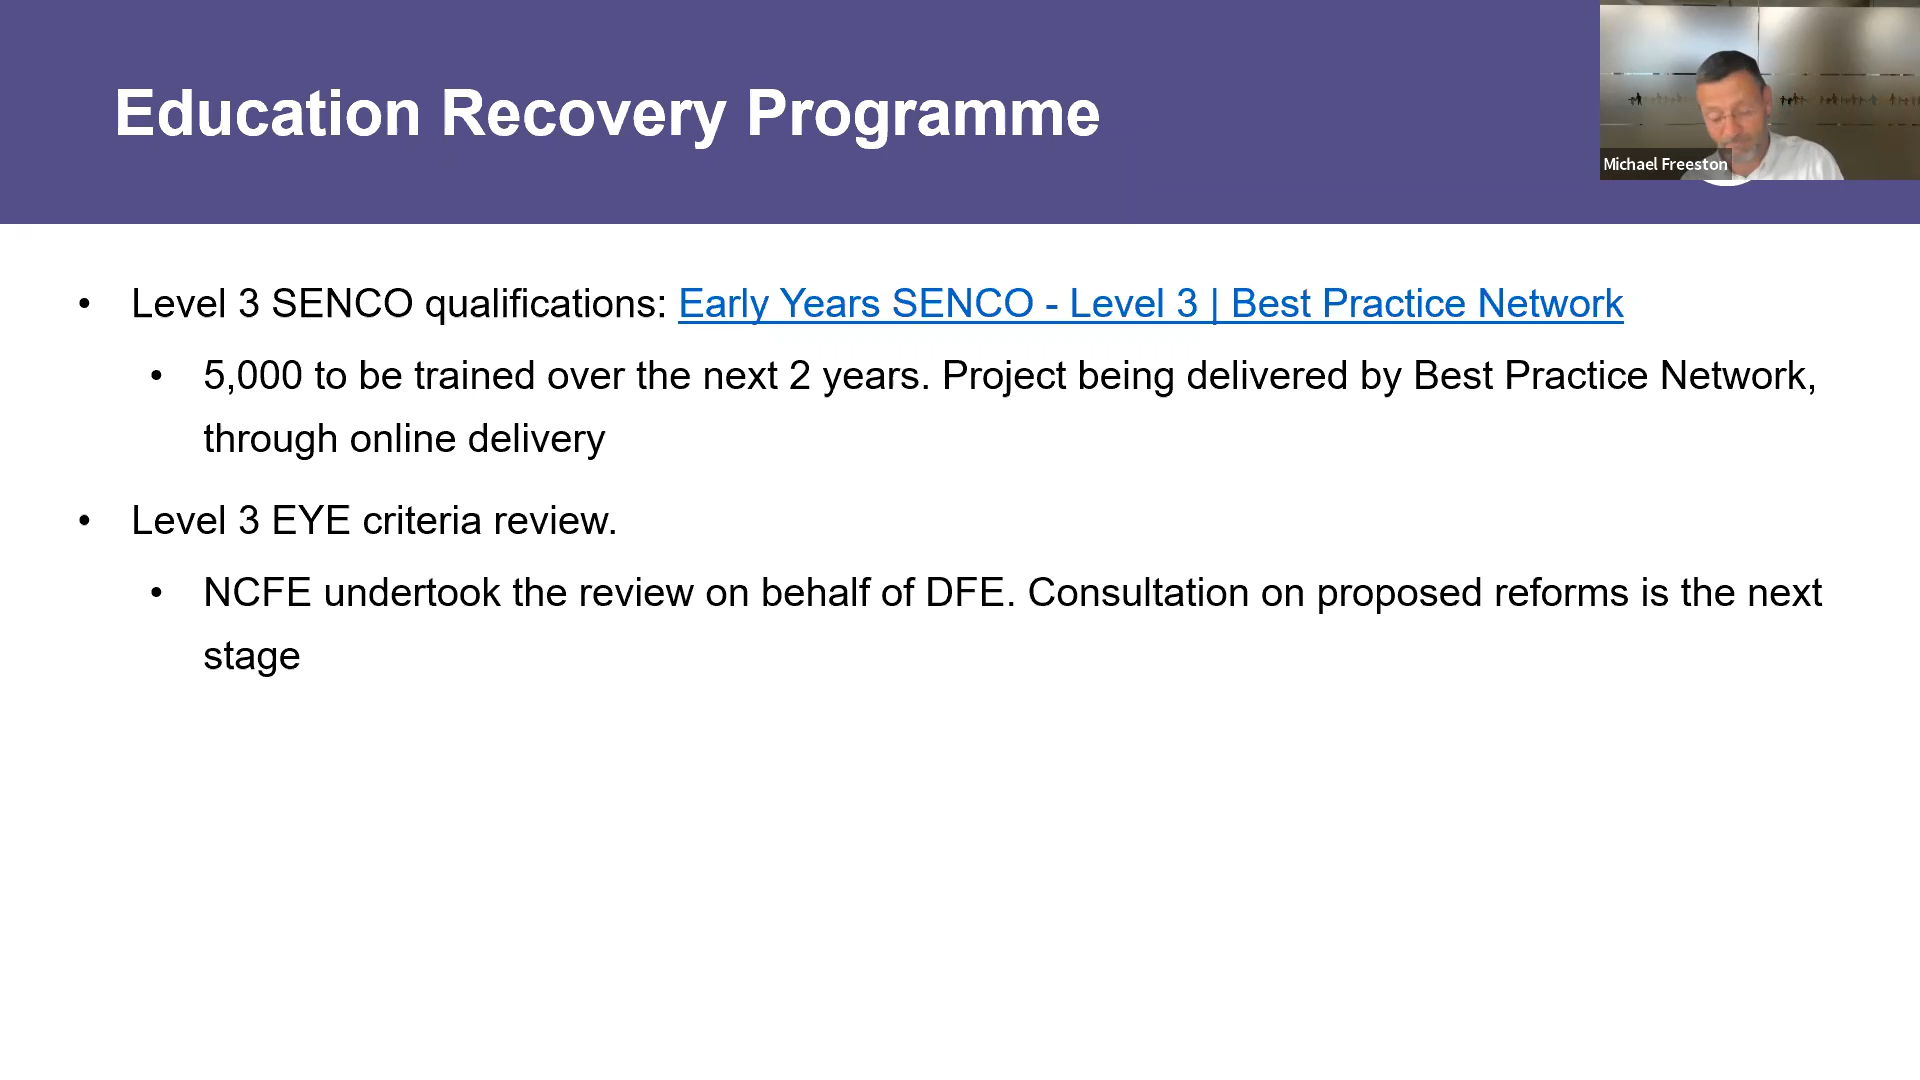 Education Recovery Programme
Michael Freeston
• Level 3 SENCO qualifications: Early Years SENCO - Level 3 | Best Practice Network
• 5,000 to be trained over the next 2 years. Project being delivered by Best Practice Network,
through online delivery
• Level 3 EYE criteria review.
• NCFE undertook the review on behalf of DFE. Consultation on proposed reforms is the next
stage